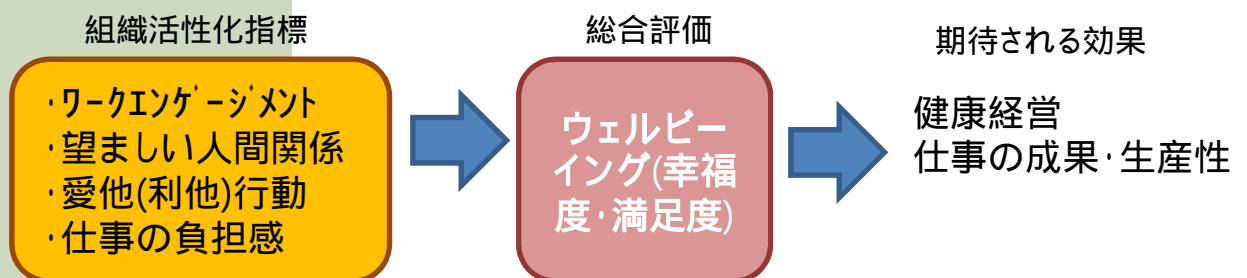 組織活性化指標
・ワークエンゲージメント
・望ましい人間関係
・愛他(利他)行動
・仕事の負担感
総合評価
ウェルビー
イング(幸福
度・満足度)
期待される効果
健康経営
仕事の成果・生産性